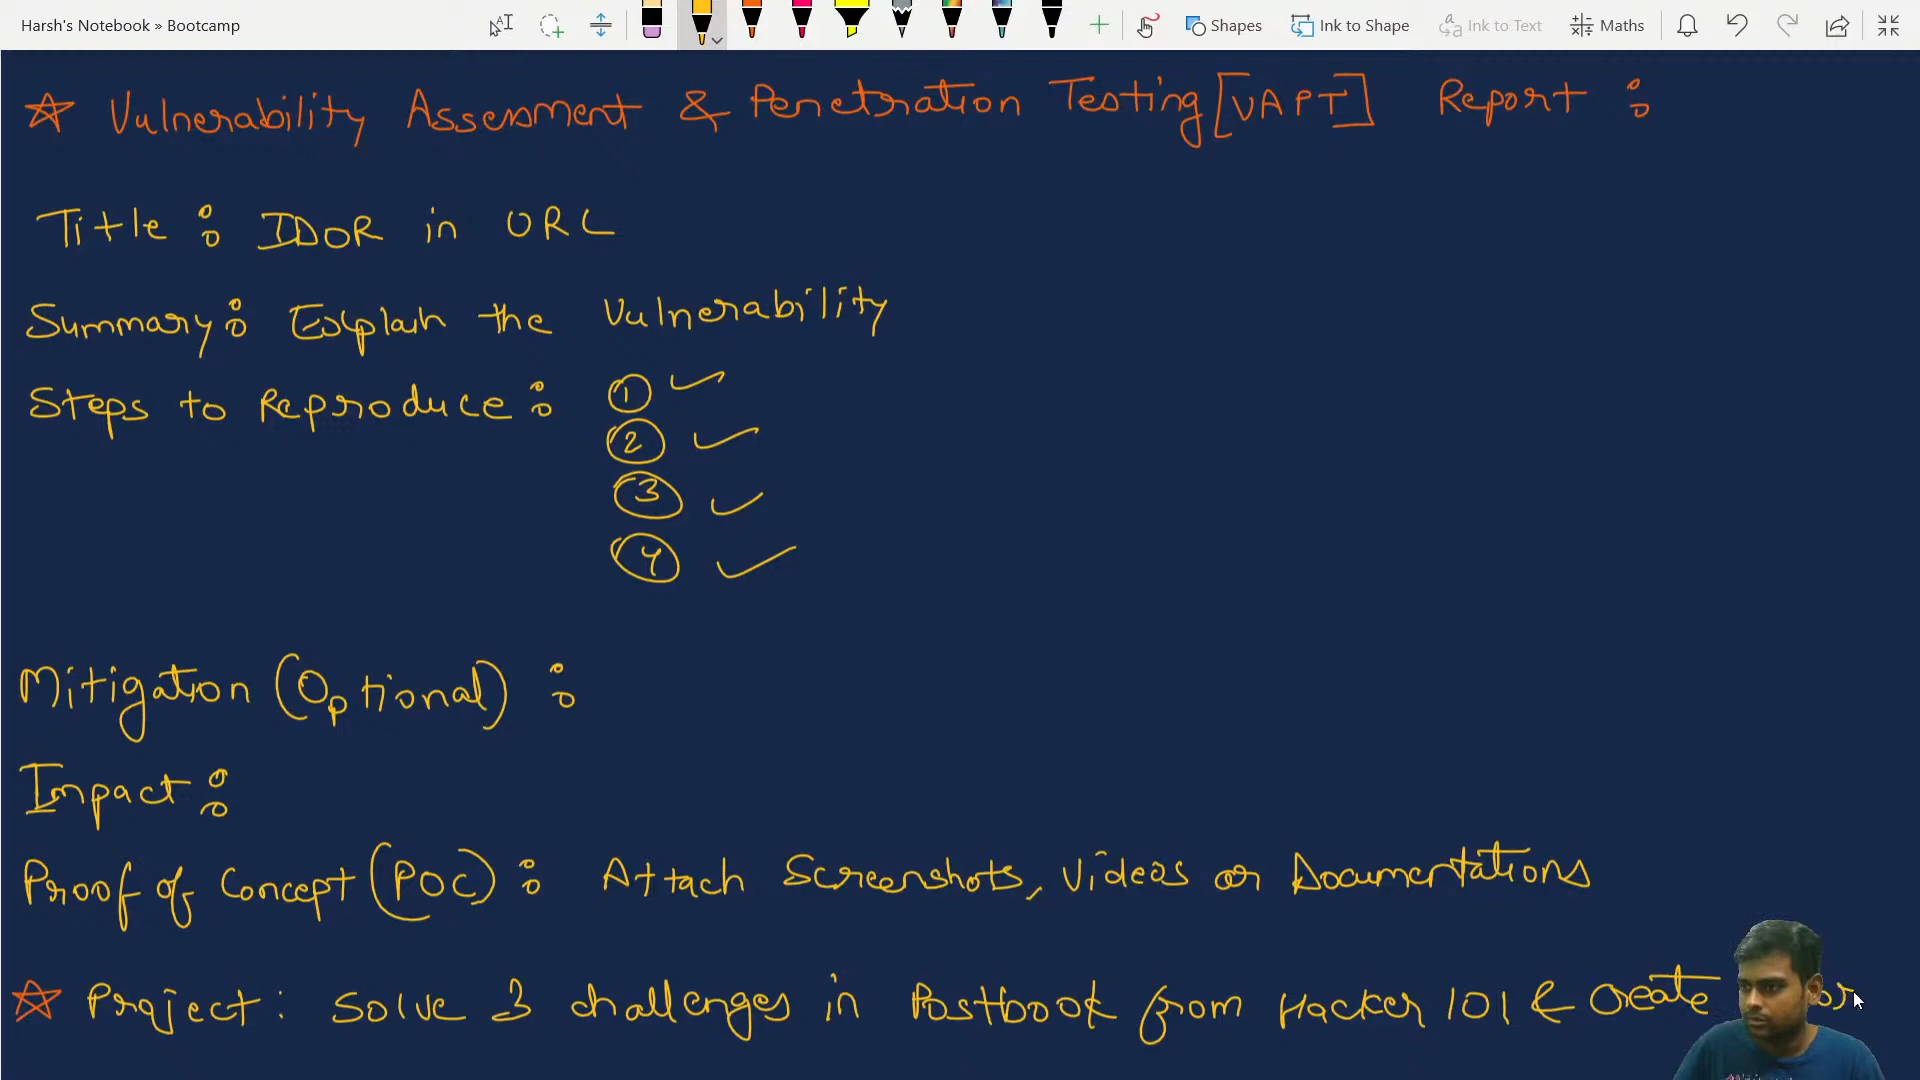 Harsh's Notebook » Bootcamp
Shapes Ink to Shape Ink to Text Maths
☆ Vulnerability Assessment & Penetration Testing [VAPT] Report :
Title : IDOR in URL
Summary : Explain the Vulnerability
Steps to Reproduce : ① ✓
② ✓
③ ✓
④ ✓
Mitigation (Optional) :
Impact :
Proof of Concept (POC) : Attach Screenshots, Videos or Documentations
☆ Project : Solve 3 challenges in Postbook from Hacker 101 & Create